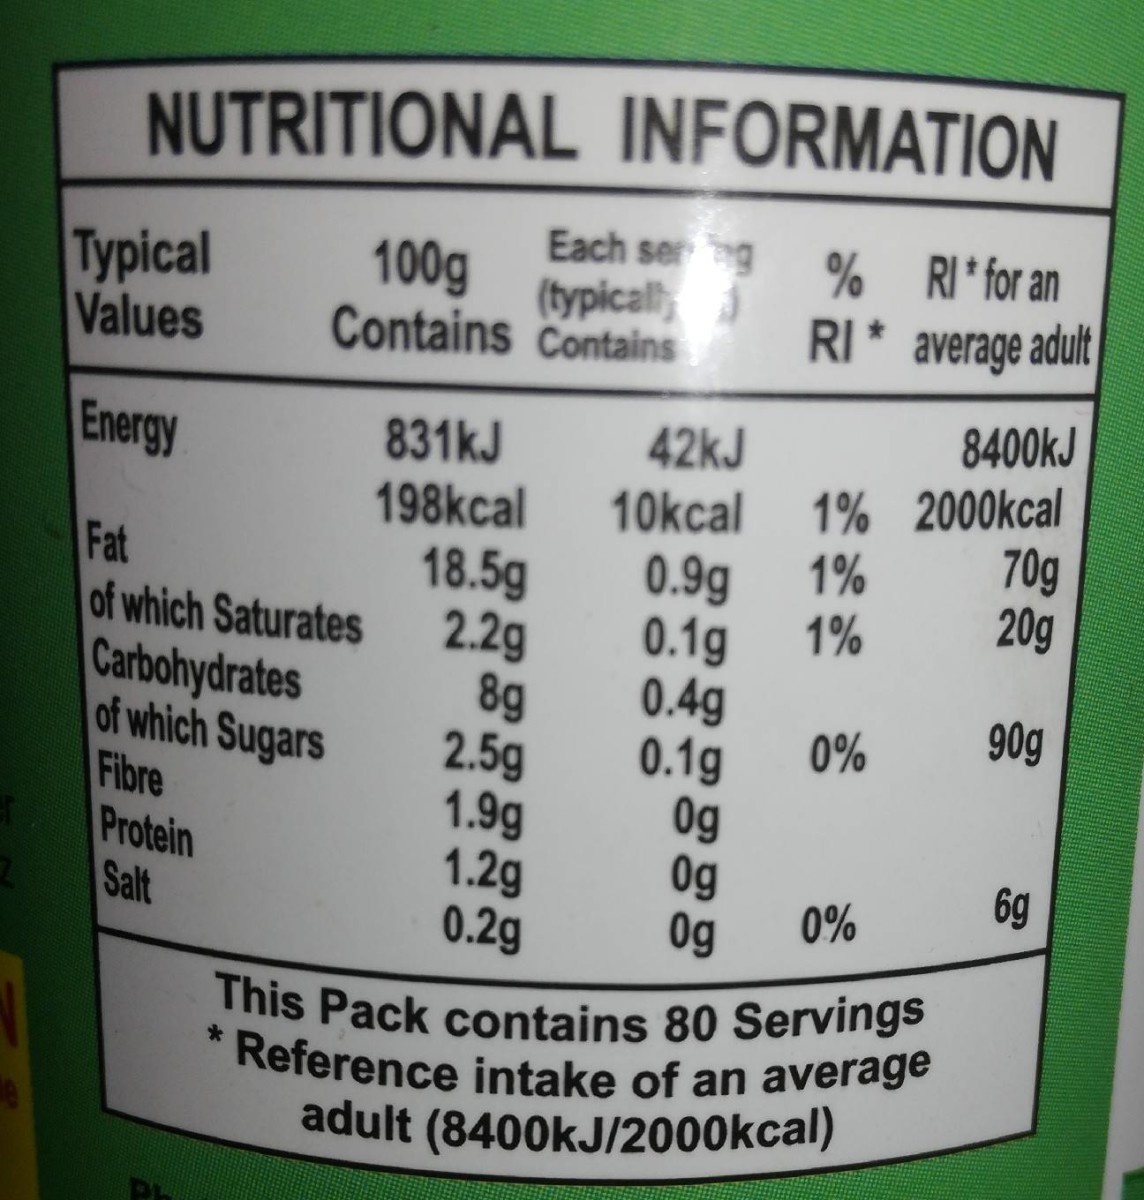 NUTRITIONAL INFORMATION
Typical Values 100g Contains Each (typically Contains % RI * RI * for an average adult
Energy 831kJ 42kJ 8400kJ
198kcal 10kcal 1% 2000kcal
Fat 18.5g 0.9g 1% 70g
of which Saturates 2.2g 0.1g 1% 20g
Carbohydrates 8g 0.4g
of which Sugars 2.5g 0.1g 0% 90g
Fibre 1.9g 0g
Protein 1.2g 0g
Salt 0.2g 0g 0% 6g
This Pack contains 80 Servings
* Reference intake of an average
adult (8400kJ/2000kcal)